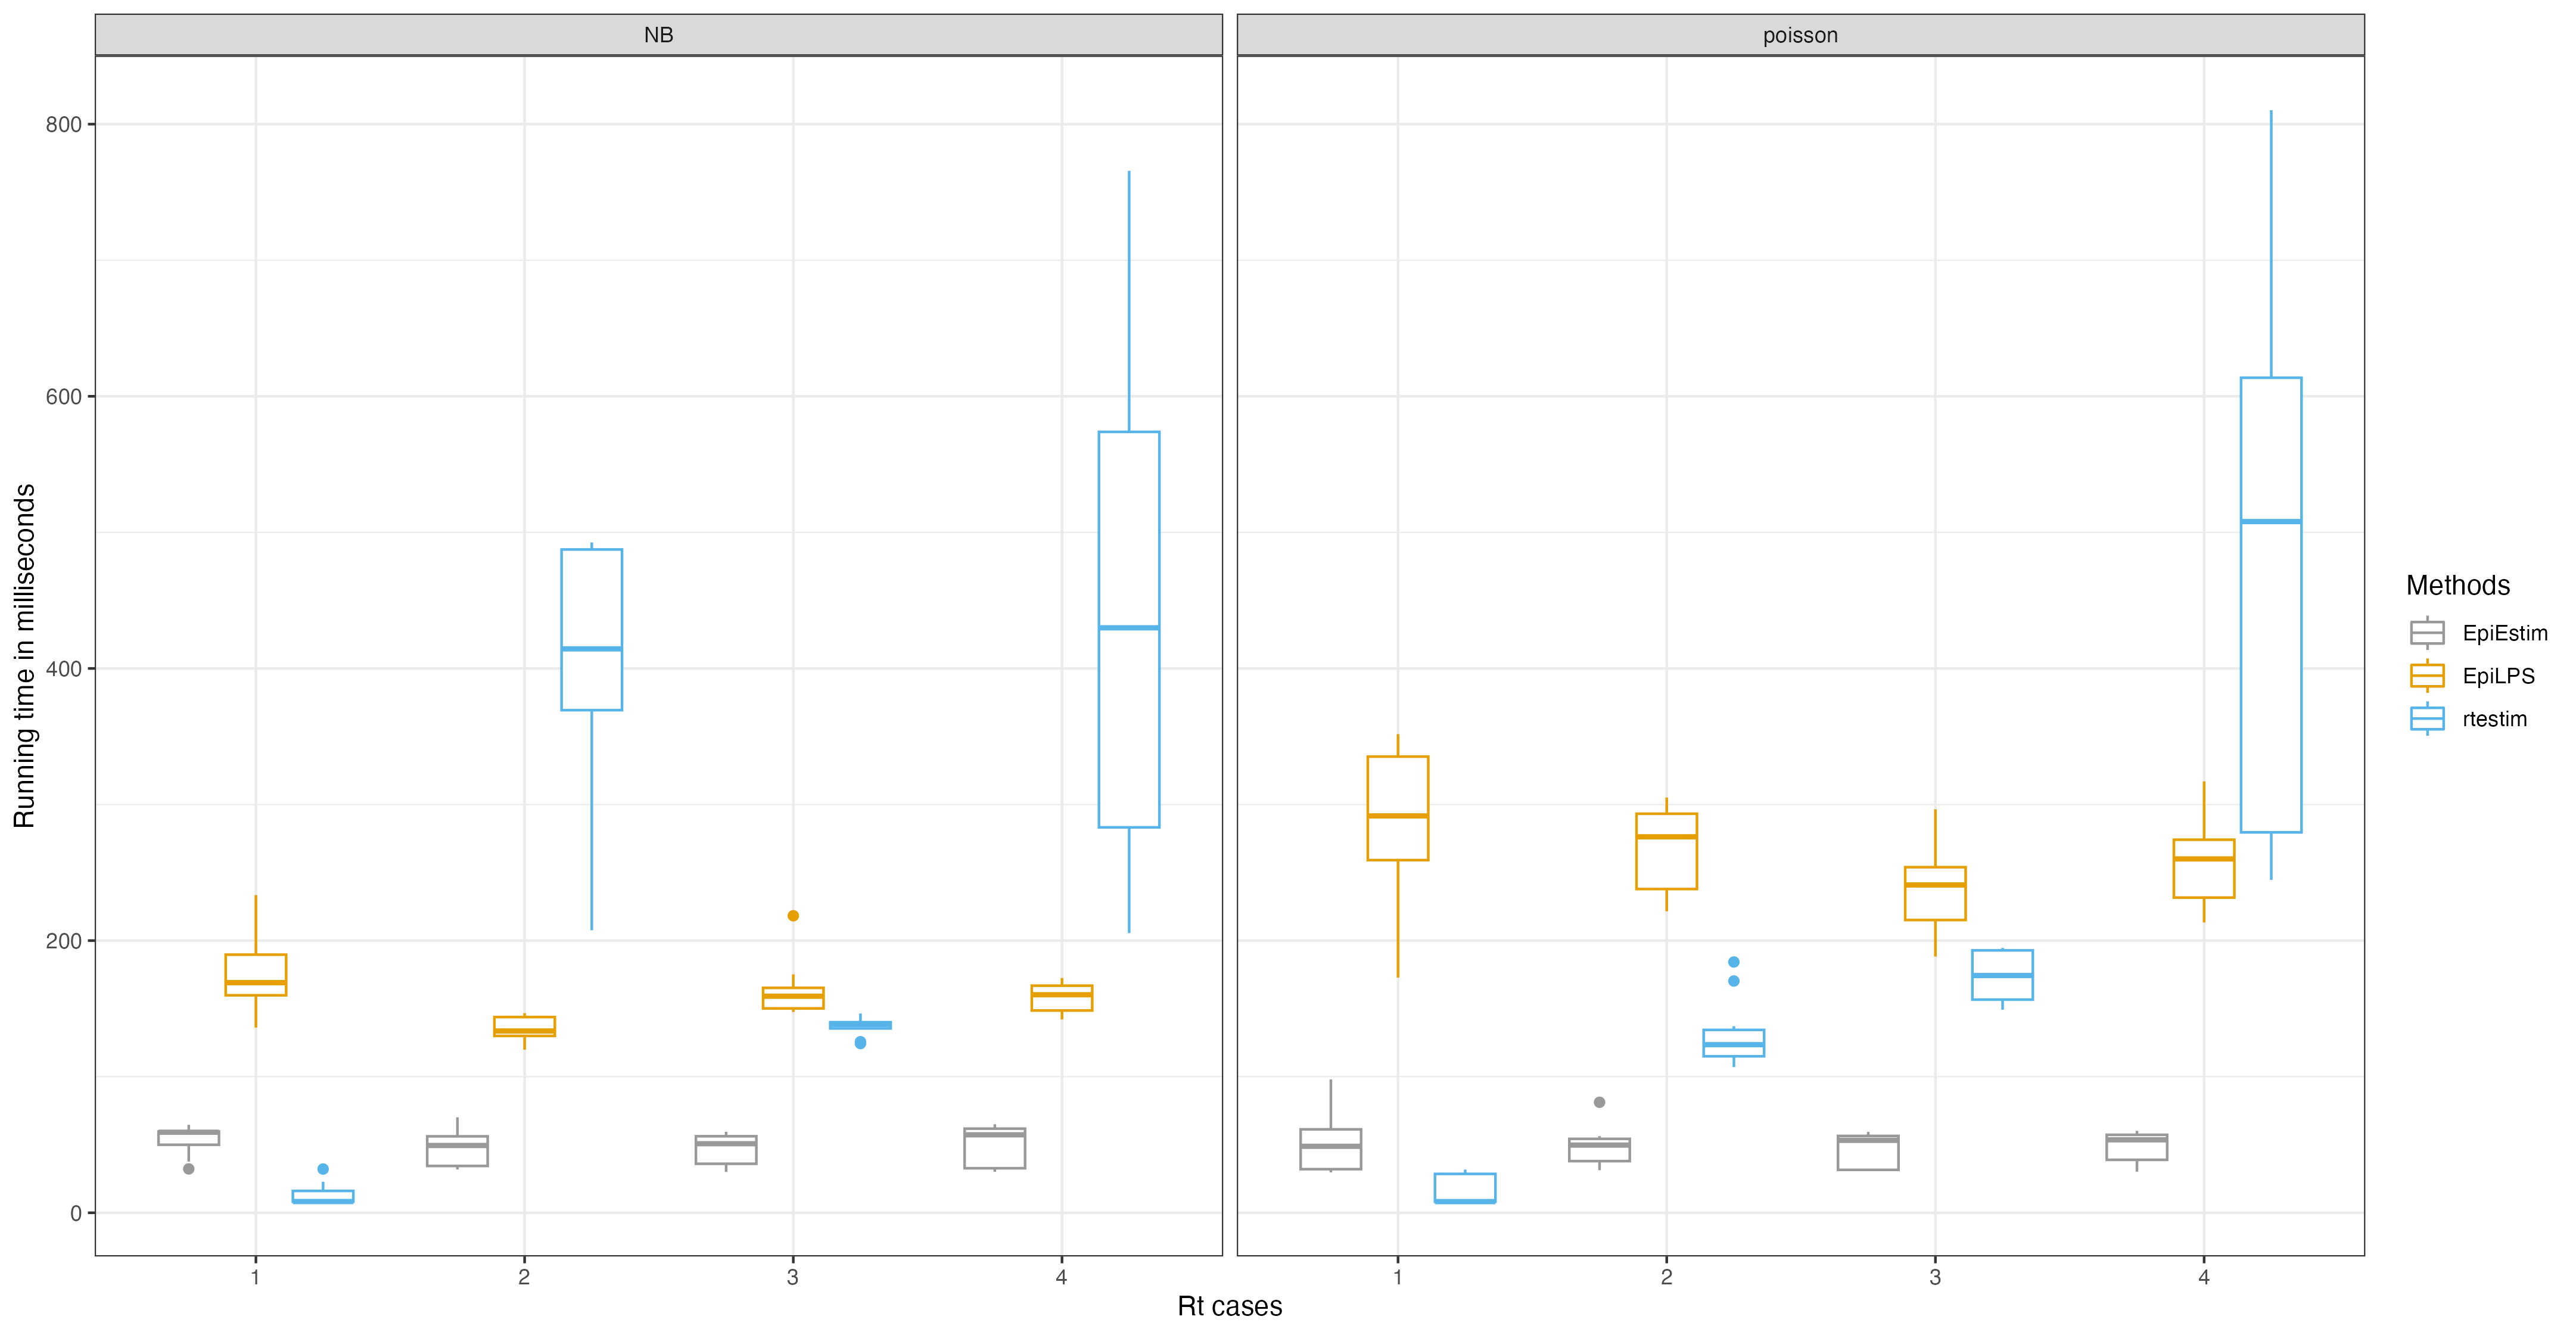 NB
poisson
Running time in milliseconds
800
600
400
200
0
1
2
3
4
1
2
3
4
Rt cases
Methods
EpiEstim
EpiLPS
rtestim